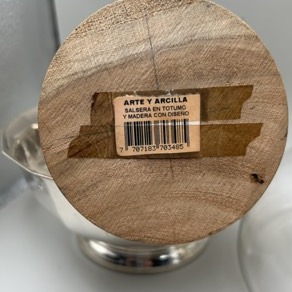 ARTE Y ARCILLA
SALSERA EN TOTUMO
Y MADERA CON DISEÑO
7 707183 703485